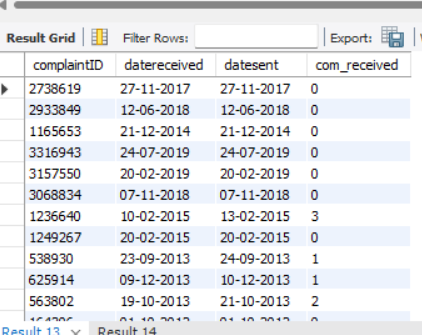 Result Grid Filter Rows: Export:
complaintID datereceived datesent com_received
2738619 27-11-2017 27-11-2017 0
2933849 12-06-2018 12-06-2018 0
1165653 21-12-2014 21-12-2014 0
3316943 24-07-2019 24-07-2019 0
3157550 20-02-2019 20-02-2019 0
3068834 07-11-2018 07-11-2018 0
1236640 10-02-2015 13-02-2015 3
1249267 20-02-2015 20-02-2015 0
538930 23-09-2013 24-09-2013 1
625914 09-12-2013 10-12-2013 1
563802 19-10-2013 21-10-2013 2
Result 13 Result 14